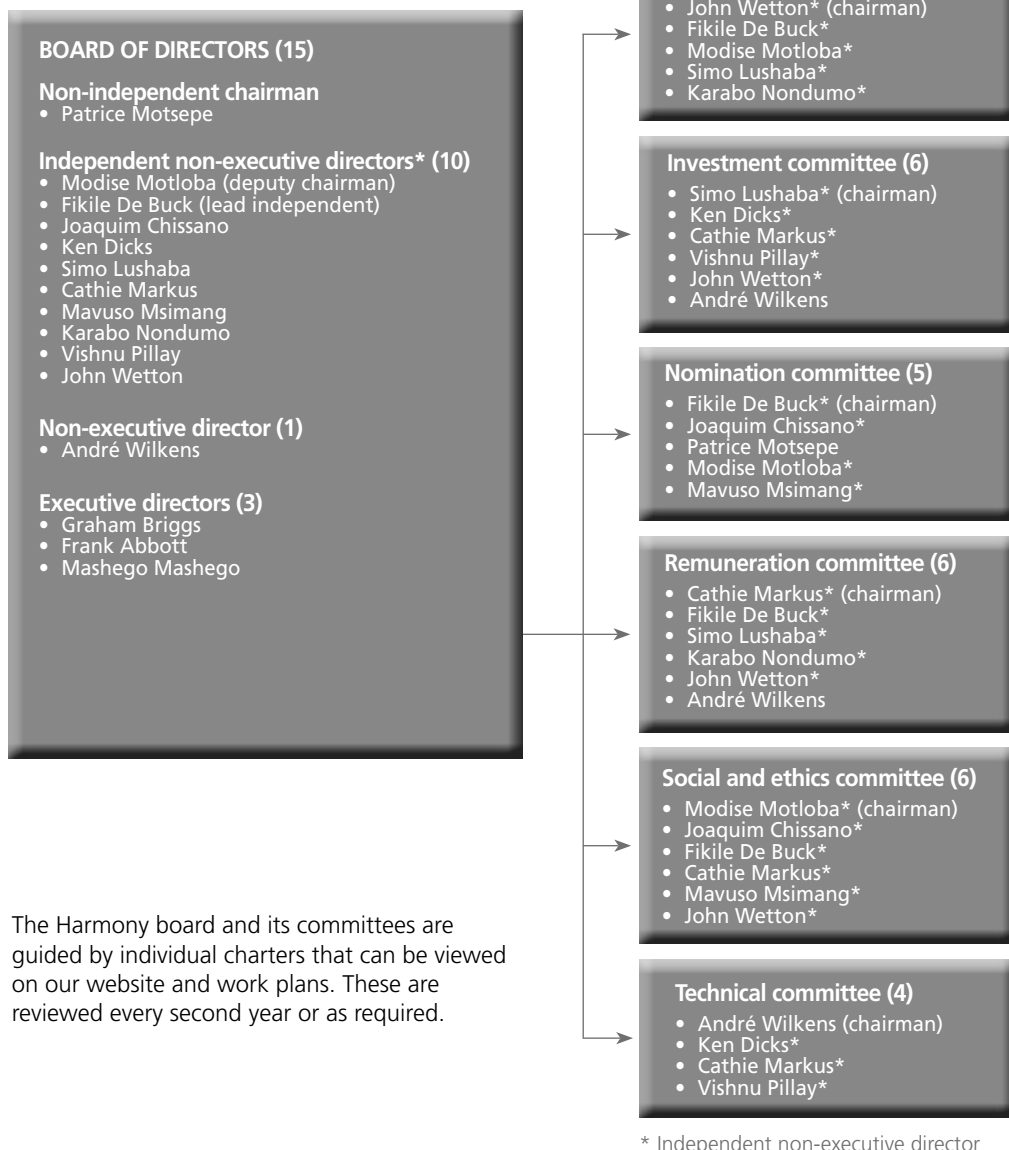 BOARD OF DIRECTORS (15)
Non-independent chairman
• Patrice Motsepe
Independent non-executive directors* (10)
• Modise Motloba (deputy chairman)
• Fikile De Buck (lead independent)
• Joaquim Chissano
• Ken Dicks
• Simo Lushaba
• Cathie Markus
• Mavuso Msimang
• Karabo Nondumo
• Vishnu Pillay
• John Wetton
Non-executive director (1)
• André Wilkens
Executive directors (3)
• Graham Briggs
• Frank Abbott
• Mashego Mashego
The Harmony board and its committees are
guided by individual charters that can be viewed
on our website and work plans. These are
reviewed every second year or as required.
• John Wetton* (chairman)
• Fikile De Buck*
• Modise Motloba*
• Simo Lushaba*
• Karabo Nondumo*
Investment committee (6)
• Simo Lushaba* (chairman)
• Ken Dicks*
• Cathie Markus*
• Vishnu Pillay*
• John Wetton*
• André Wilkens
Nomination committee (5)
• Fikile De Buck* (chairman)
• Joaquim Chissano*
• Patrice Motsepe
• Modise Motloba*
• Mavuso Msimang*
Remuneration committee (6)
• Cathie Markus* (chairman)
• Fikile De Buck*
• Simo Lushaba*
• Karabo Nondumo*
• John Wetton*
• André Wilkens
Social and ethics committee (6)
• Modise Motloba* (chairman)
• Joaquim Chissano*
• Fikile De Buck*
• Cathie Markus*
• Mavuso Msimang*
• John Wetton*
Technical committee (4)
• André Wilkens (chairman)
• Ken Dicks*
• Cathie Markus*
• Vishnu Pillay*
* Independent non-executive director